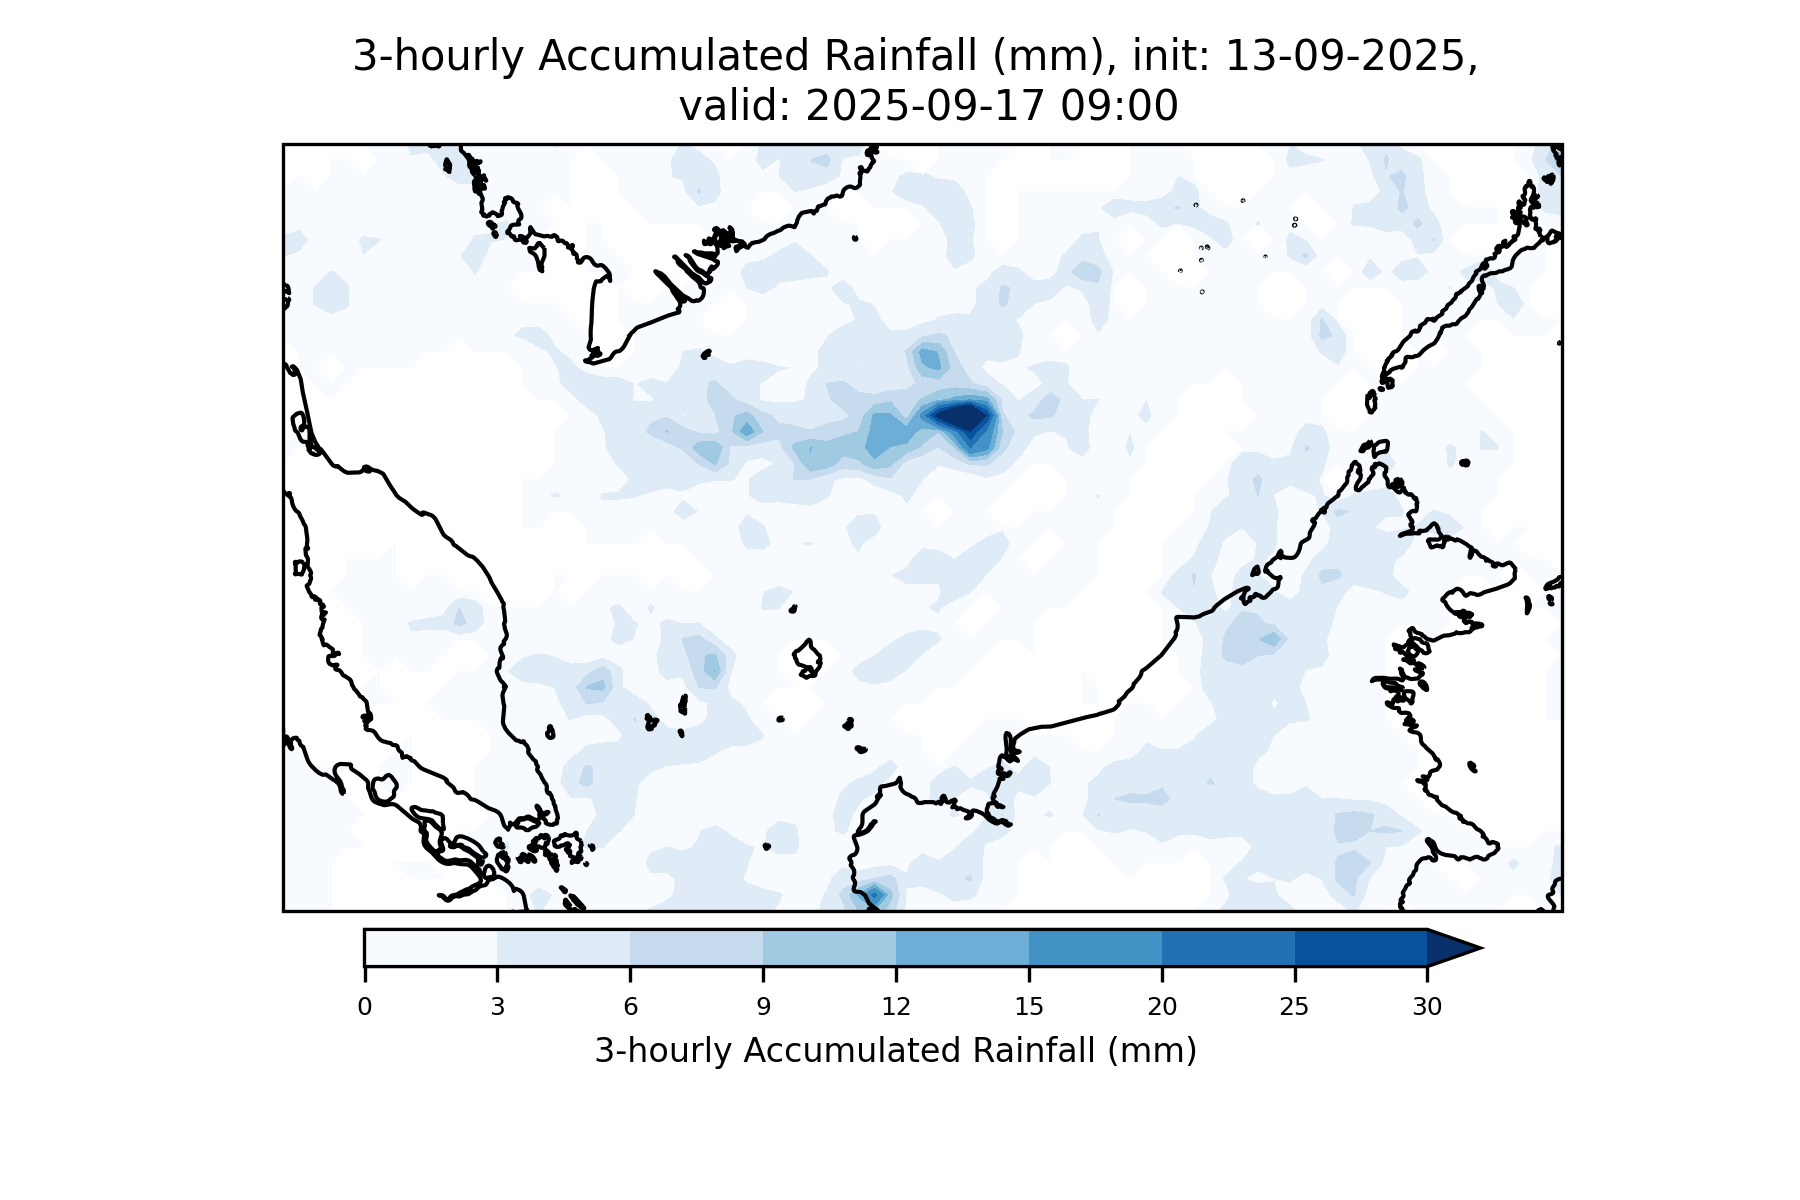 3-hourly Accumulated Rainfall (mm), init: 13-09-2025,
valid: 2025-09-17 09:00
0 3 6 9 12 15 20 25 30
3-hourly Accumulated Rainfall (mm)